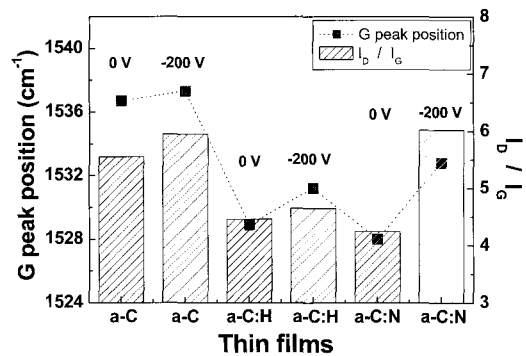 G peak position
I_D / I_G
0 V
-200 V
0 V
-200 V
0 V
-200 V
1542
1540
1536
1532
1528
1524
8
7
6
5
4
3
G peak position (cm⁻¹)
I_D / I_G
a-C
a-C
a-C:H
a-C:H
a-C:N
a-C:N
Thin films